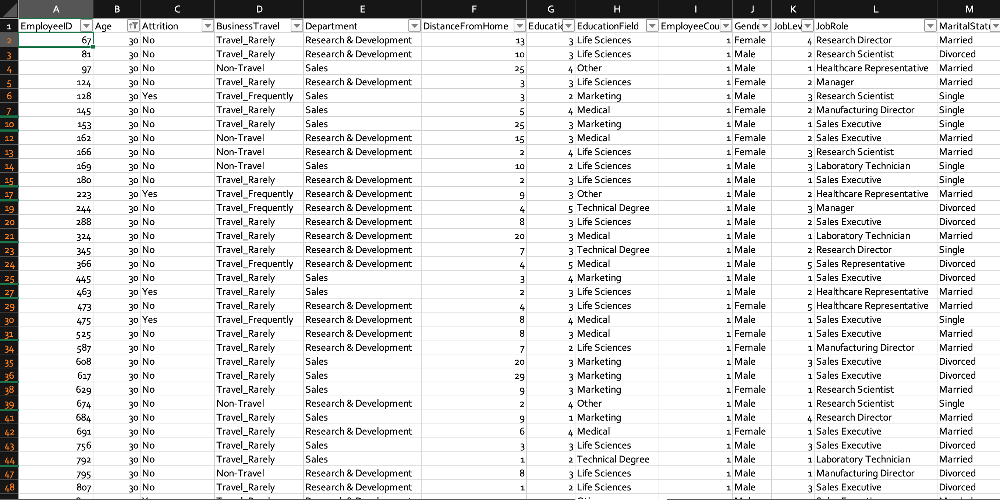 A B C D E F G H I J K L M
1 EmployeeID Age Attrition BusinessTravel Department DistanceFromHome Educatio EducationField EmployeeCou Gende JobLev JobRole MaritalStatu
2 67 30 No Travel_Rarely Research & Development 13 3 Life Sciences 1 Female 4 Research Director Married
3 81 30 No Travel_Rarely Research & Development 10 3 Life Sciences 1 Male 2 Research Scientist Divorced
4 97 30 No Non-Travel Sales 25 4 Other 1 Male 1 Healthcare Representative Married
5 124 30 No Travel_Rarely Research & Development 3 3 Life Sciences 1 Female 2 Manager Married
6 128 30 Yes Travel_Frequently Sales 3 2 Marketing 1 Male 3 Research Scientist Single
7 145 30 No Travel_Rarely Sales 5 4 Medical 1 Female 2 Manufacturing Director Single
10 153 30 No Travel_Rarely Sales 25 3 Marketing 1 Male 1 Sales Executive Single
12 162 30 No Non-Travel Research & Development 15 3 Medical 1 Female 2 Sales Executive Married
13 166 30 No Non-Travel Research & Development 2 4 Life Sciences 1 Female 3 Research Scientist Married
14 169 30 No Non-Travel Sales 10 2 Life Sciences 1 Male 3 Laboratory Technician Single
15 180 30 No Travel_Rarely Research & Development 2 3 Life Sciences 1 Male 1 Sales Executive Single
17 223 30 Yes Travel_Frequently Research & Development 9 3 Other 1 Male 2 Healthcare Representative Married
19 244 30 No Travel_Frequently Research & Development 4 5 Technical Degree 1 Male 3 Manager Divorced
20 288 30 No Travel_Rarely Research & Development 8 3 Life Sciences 1 Male 2 Sales Executive Divorced
21 324 30 No Travel_Rarely Research & Development 20 3 Medical 1 Male 1 Laboratory Technician Married
23 345 30 No Travel_Rarely Research & Development 7 3 Technical Degree 1 Male 2 Research Director Single
24 366 30 No Travel_Frequently Research & Development 4 5 Medical 1 Male 5 Sales Representative Divorced
25 445 30 No Travel_Rarely Sales 3 4 Marketing 1 Male 1 Sales Executive Divorced
27 463 30 Yes Travel_Rarely Sales 2 3 Life Sciences 1 Male 2 Healthcare Representative Married
29 473 30 No Travel_Rarely Research & Development 4 3 Life Sciences 1 Female 5 Healthcare Representative Married
30 475 30 Yes Travel_Frequently Research & Development 8 4 Medical 1 Male 1 Sales Executive Single
31 525 30 No Travel_Rarely Research & Development 8 3 Medical 1 Female 1 Sales Executive Married
34 587 30 No Travel_Rarely Research & Development 7 2 Life Sciences 1 Female 1 Manufacturing Director Married
35 608 30 No Travel_Rarely Sales 20 3 Marketing 1 Male 3 Sales Executive Divorced
36 617 30 No Travel_Rarely Sales 29 3 Marketing 1 Male 1 Sales Executive Divorced
38 629 30 No Travel_Rarely Sales 9 3 Marketing 1 Female 1 Research Scientist Married
39 674 30 No Non-Travel Research & Development 2 4 Other 1 Male 1 Research Scientist Single
41 684 30 No Travel_Rarely Sales 9 1 Marketing 1 Male 4 Research Director Married
42 691 30 No Travel_Rarely Research & Development 6 4 Medical 1 Female 1 Sales Executive Married
43 756 30 No Travel_Rarely Sales 3 3 Life Sciences 1 Male 3 Sales Executive Divorced
44 792 30 No Travel_Rarely Sales 1 2 Technical Degree 1 Male 1 Laboratory Technician Married
47 795 30 No Non-Travel Research & Development 8 3 Life Sciences 1 Male 1 Manufacturing Director Divorced
48 807 30 No Travel_Rarely Research & Development 1 2 Life Sciences 1 Male 3 Sales Executive Divorced